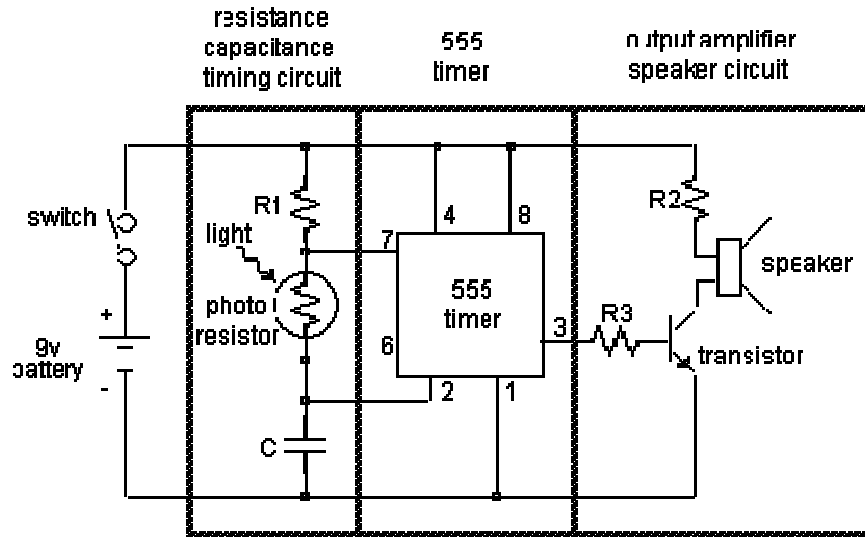 resistance
capacitance
timing circuit
555
timer
output amplifier
speaker circuit
switch
R1
light
photo
resistor
+
9v
battery
-
C
7
4
8
6
555
timer
3
2
1
R2
speaker
R3
transistor